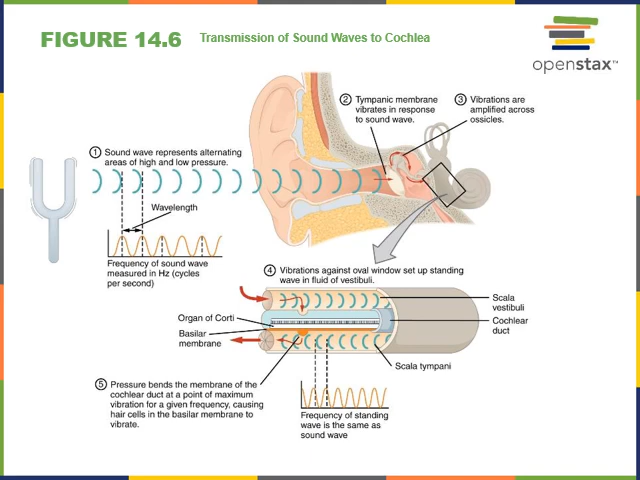 FIGURE 14.6
Transmission of Sound Waves to Cochlea
openstax™
1 Sound wave represents alternating
areas of high and low pressure.
2 Tympanic membrane
vibrates in response
to sound wave.
3 Vibrations are
amplified across
ossicles.
Wavelength
Frequency of sound wave
measured in Hz (cycles
per second)
4 Vibrations against oval window set up standing
wave in fluid of vestibuli.
Scala
vestibuli
Organ of Corti
Cochlear
duct
Basilar
membrane
Scala tympani
5 Pressure bends the membrane of the
cochlear duct at a point of maximum
vibration for a given frequency, causing
hair cells in the basilar membrane to
vibrate.
Frequency of standing
wave is the same as
sound wave